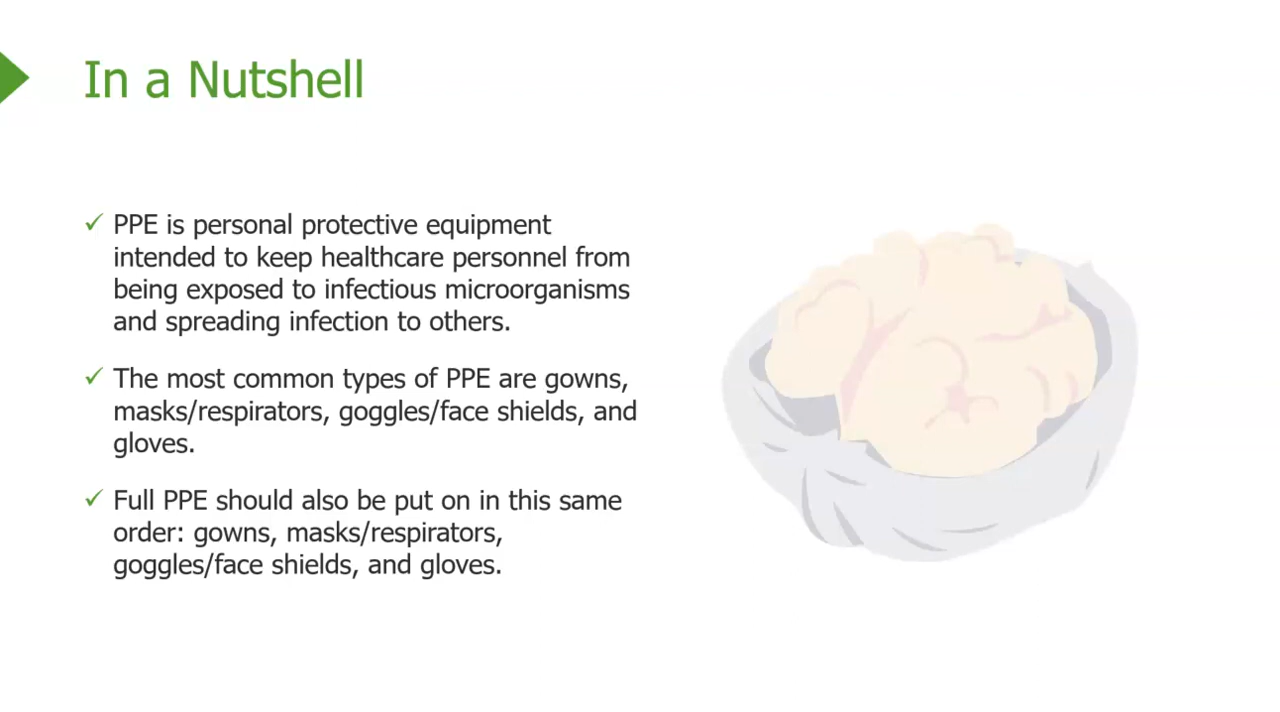 In a Nutshell
✓ PPE is personal protective equipment
intended to keep healthcare personnel from
being exposed to infectious microorganisms
and spreading infection to others.
✓ The most common types of PPE are gowns,
masks/respirators, goggles/face shields, and
gloves.
✓ Full PPE should also be put on in this same
order: gowns, masks/respirators,
goggles/face shields, and gloves.